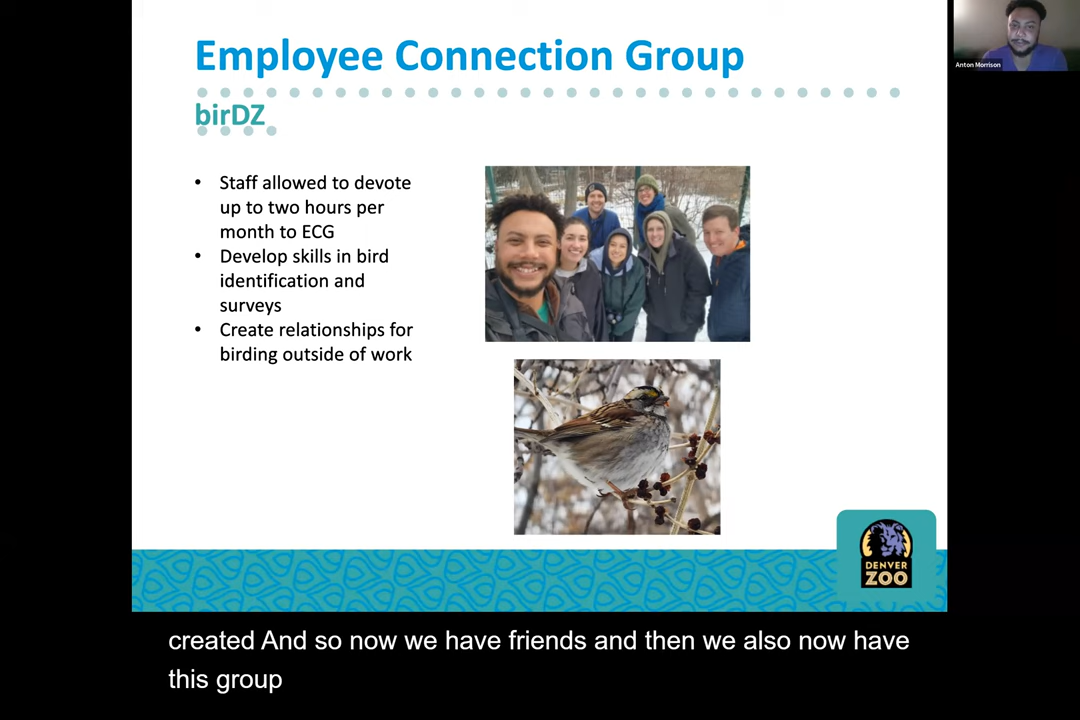 Employee Connection Group
birDZ
• Staff allowed to devote
up to two hours per
month to ECG
• Develop skills in bird
identification and
surveys
• Create relationships for
birding outside of work
Anton Morrison
DENVER
ZOO
created And so now we have friends and then we also now have
this group